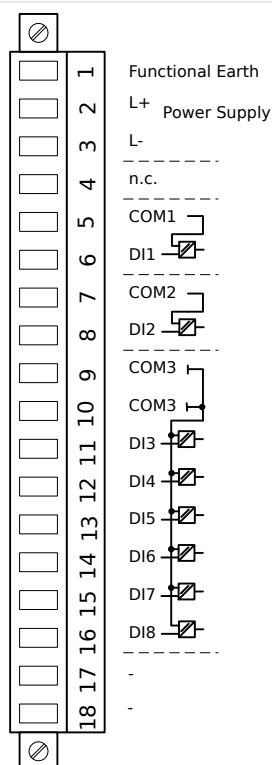 1 Functional Earth
2 L+ Power Supply
3 L-
4 n.c.
5 COM1
6 DI1
7 COM2
8 DI2
9 COM3
10 COM3
11 DI3
12 DI4
13 DI5
14 DI6
15 DI7
16 DI8
17 -
18 -